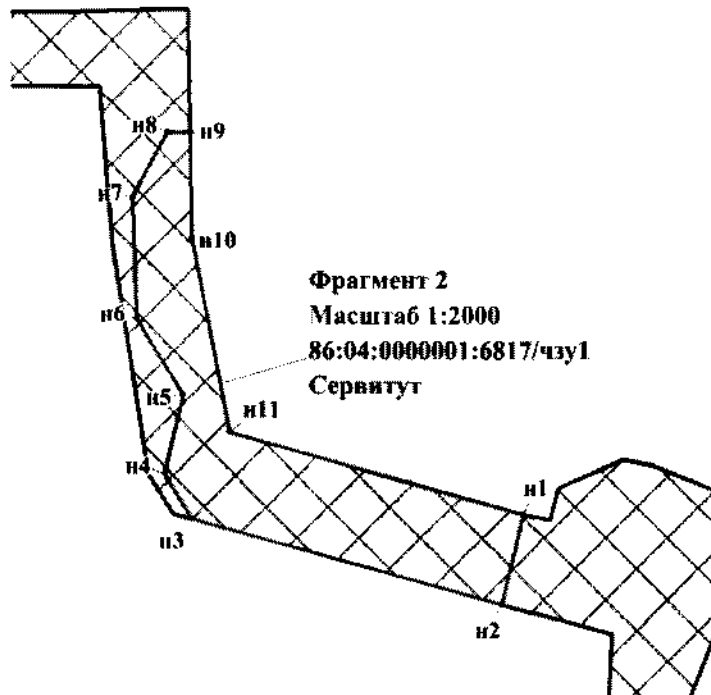 н8
н9
н7
н10
Фрагмент 2
Масштаб 1:2000
н6
86:04:0000001:6817/чзу1
Сервитут
н5
н11
н4
н1
н3
н2